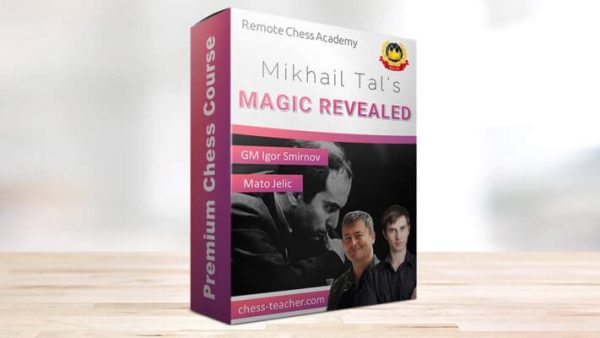 Premium Chess Course
Remote Chess Academy
Mikhail Tal's
MAGIC REVEALED
GM Igor Smirnov
Mato Jelic
chess-teacher.com